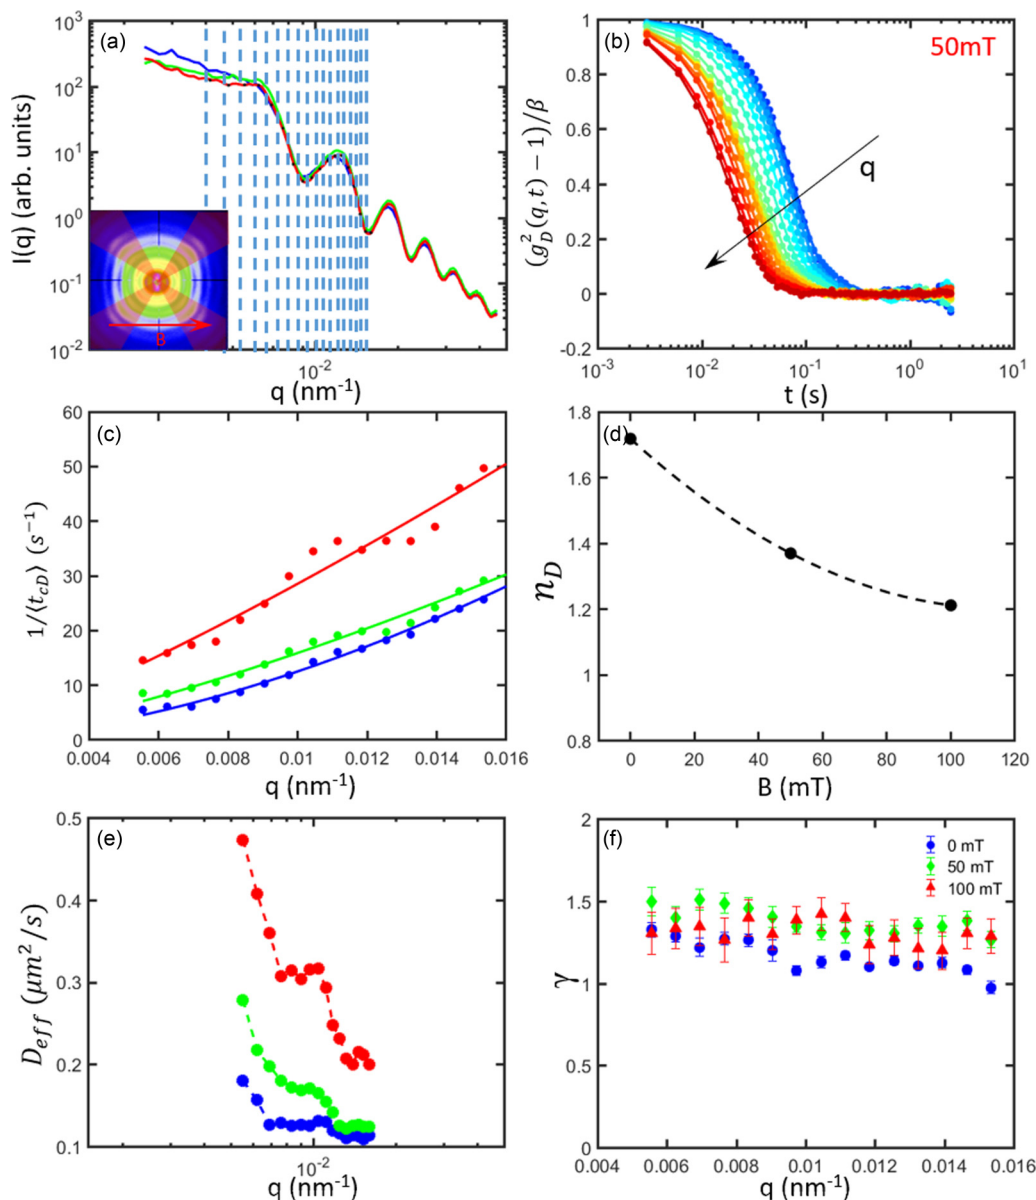 (a)
10^3
10^2
10^1
10^0
10^-1
10^-2
I(q) (arb. units)
B
10^-2
q (nm^-1)
(b)
50mT
1
0.8
0.6
0.4
0.2
0
-0.2
(g_D^2(q,t) − 1)/β
q
10^-3
10^-2
10^-1
10^0
10^1
t (s)
(c)
60
50
40
30
20
10
0
1/⟨t_cD⟩ (s^−1)
0.004
0.006
0.008
0.01
0.012
0.014
0.016
q (nm^-1)
(d)
1.8
1.6
1.4
1.2
1
0.8
n_D
0
20
40
60
80
100
120
B (mT)
(e)
0.5
0.4
0.3
0.2
0.1
D_eff (μm^2/s)
10^-2
q (nm^-1)
(f)
0 mT
50 mT
100 mT
2
1.5
1
0.5
0
γ
0.004
0.006
0.008
0.01
0.012
0.014
0.016
q (nm^-1)